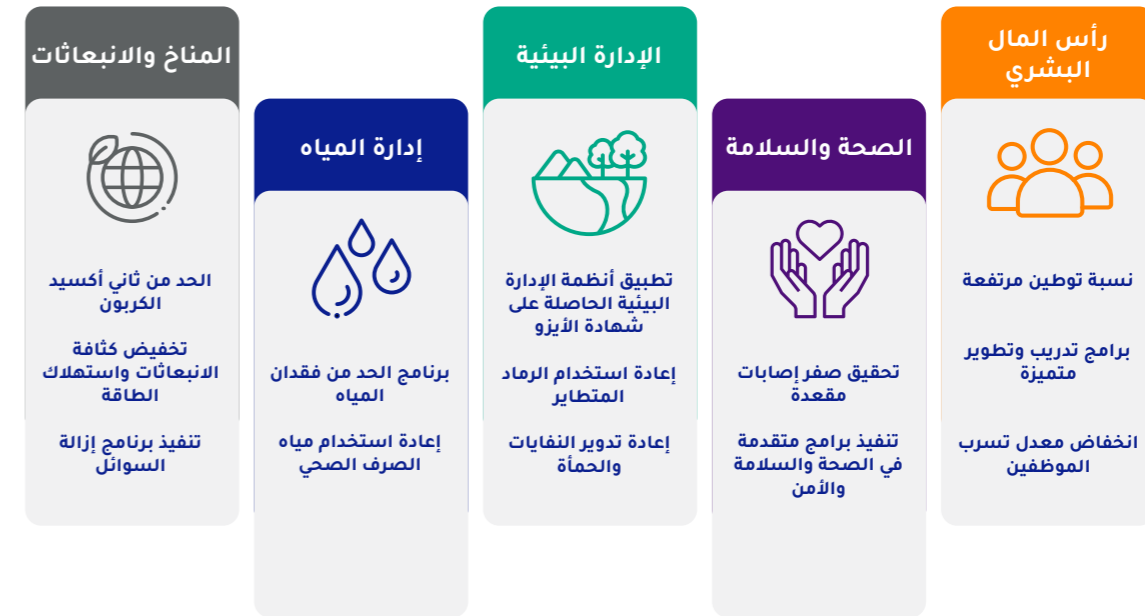 رأس المال
البشري
نسبة توطين مرتفعة
برامج تدريب وتطوير
متميزة
انخفاض معدل تسرب
الموظفين
الصحة والسلامة
تحقيق صفر إصابات
مقعدة
تنفيذ برامج متقدمة
في الصحة والسلامة
والأمن
الإدارة البيئية
تطبيق أنظمة الإدارة
البيئية الحاصلة على
شهادة الأيزو
إعادة استخدام الرماد
المتطاير
إعادة تدوير النفايات
والحمأة
إدارة المياه
برنامج الحد من فقدان
المياه
إعادة استخدام مياه
الصرف الصحي
المناخ والانبعاثات
الحد من ثاني أكسيد
الكربون
تخفيض كثافة
الانبعاثات واستهلاك
الطاقة
تنفيذ برنامج إزالة
السوائل